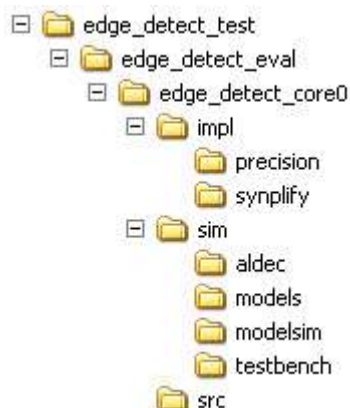 edge_detect_test
edge_detect_eval
edge_detect_core0
impl
precision
synplify
sim
aldec
models
modelsim
testbench
src